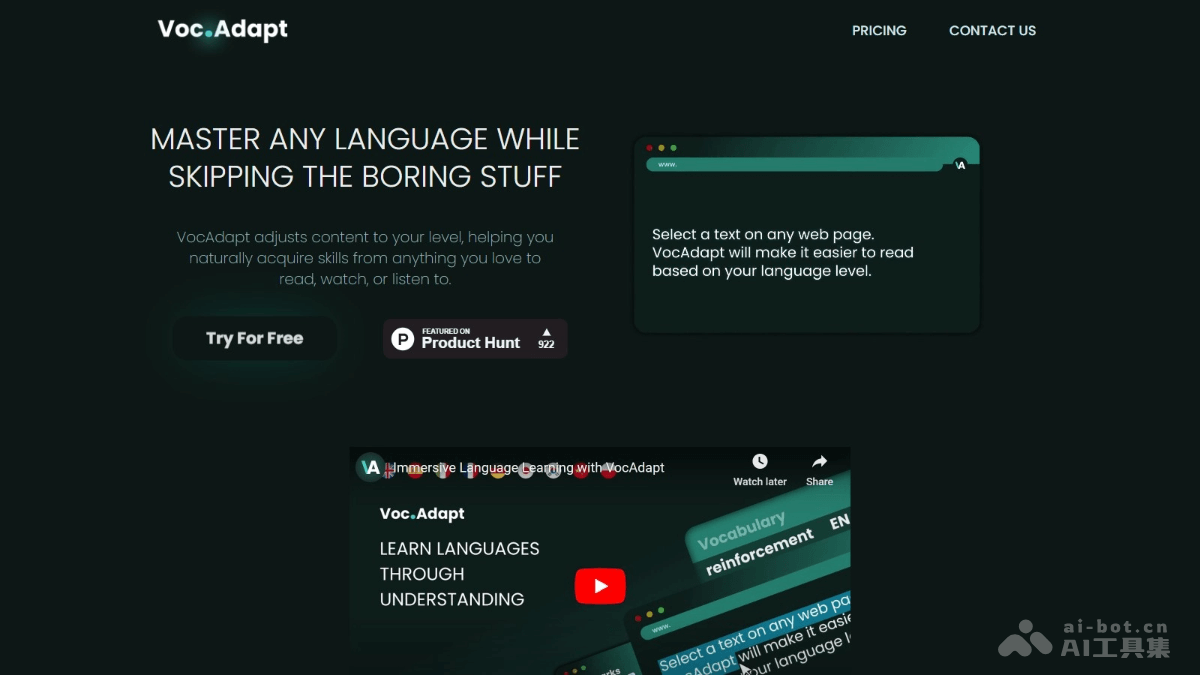 Voc.Adapt
PRICING
CONTACT US
MASTER ANY LANGUAGE WHILE
SKIPPING THE BORING STUFF
VocAdapt adjusts content to your level, helping you
naturally acquire skills from anything you love to
read, watch, or listen to.
Try For Free
P
FEATURED ON
Product Hunt
922
www.
VA
Select a text on any web page.
VocAdapt will make it easier to read
based on your language level.
VA
Immersive Language Learning with VocAdapt
Watch later
Share
Voc.Adapt
LEARN LANGUAGES
THROUGH
UNDERSTANDING
Vocabulary
reinforcement EN
www.
Select a text on any web pa
Adapt will make it easie
our language l
ai-bot.cn
AI工具集